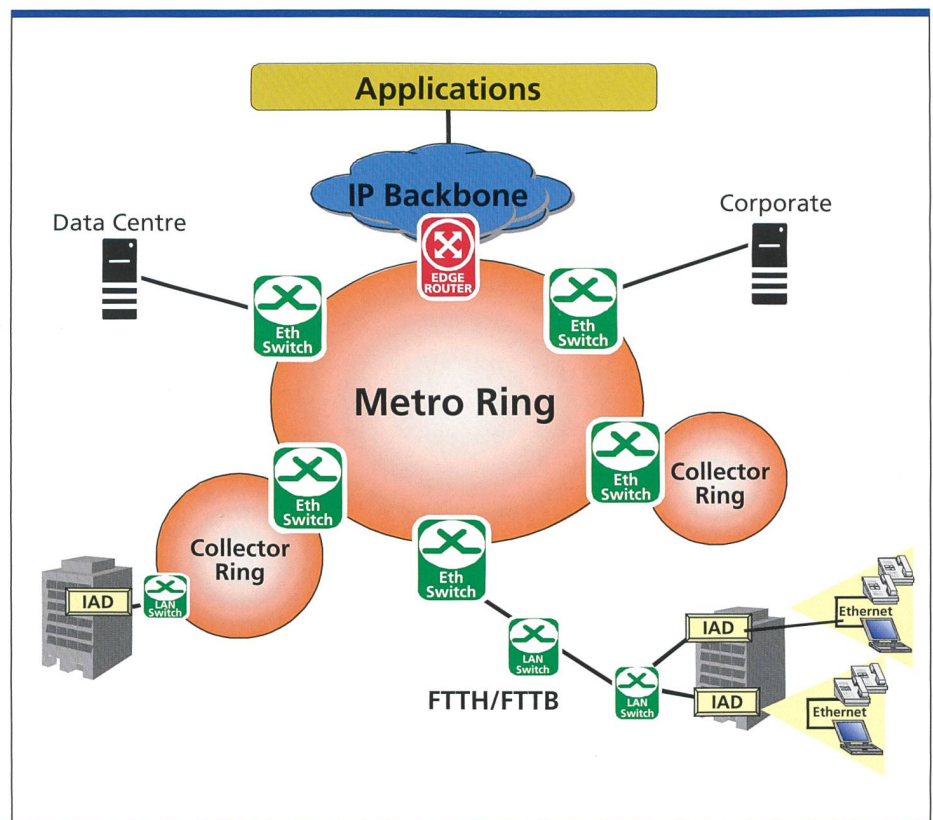 Applications
IP Backbone
Data Centre
Corporate
EDGE
ROUTER
Eth
Switch
Eth
Switch
Metro Ring
Eth
Switch
Eth
Switch
Collector
Ring
Collector
Ring
Eth
Switch
IAD
LAN
Switch
LAN
Switch
FTTH/FTTB
LAN
Switch
IAD
Ethernet
IAD
Ethernet